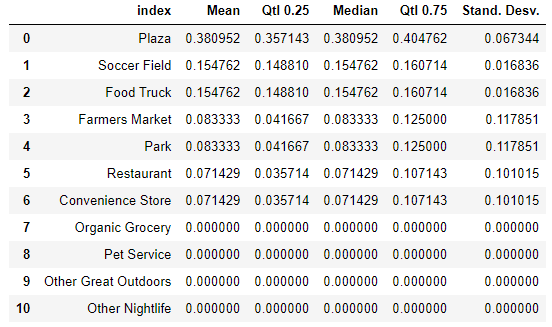 index Mean Qtl 0.25 Median Qtl 0.75 Stand. Desv.
0 Plaza 0.380952 0.357143 0.380952 0.404762 0.067344
1 Soccer Field 0.154762 0.148810 0.154762 0.160714 0.016836
2 Food Truck 0.154762 0.148810 0.154762 0.160714 0.016836
3 Farmers Market 0.083333 0.041667 0.083333 0.125000 0.117851
4 Park 0.083333 0.041667 0.083333 0.125000 0.117851
5 Restaurant 0.071429 0.035714 0.071429 0.107143 0.101015
6 Convenience Store 0.071429 0.035714 0.071429 0.107143 0.101015
7 Organic Grocery 0.000000 0.000000 0.000000 0.000000 0.000000
8 Pet Service 0.000000 0.000000 0.000000 0.000000 0.000000
9 Other Great Outdoors 0.000000 0.000000 0.000000 0.000000 0.000000
10 Other Nightlife 0.000000 0.000000 0.000000 0.000000 0.000000